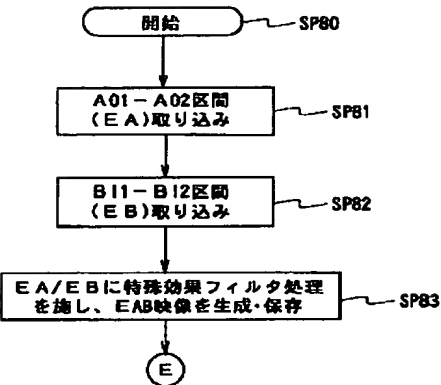 開始
SP80
A01-A02区間
(EA)取り込み
SP81
BI1-BI2区間
(EB)取り込み
SP82
EA/EBに特殊効果フィルタ処理
を施し、EAB映像を生成・保存
SP83
E